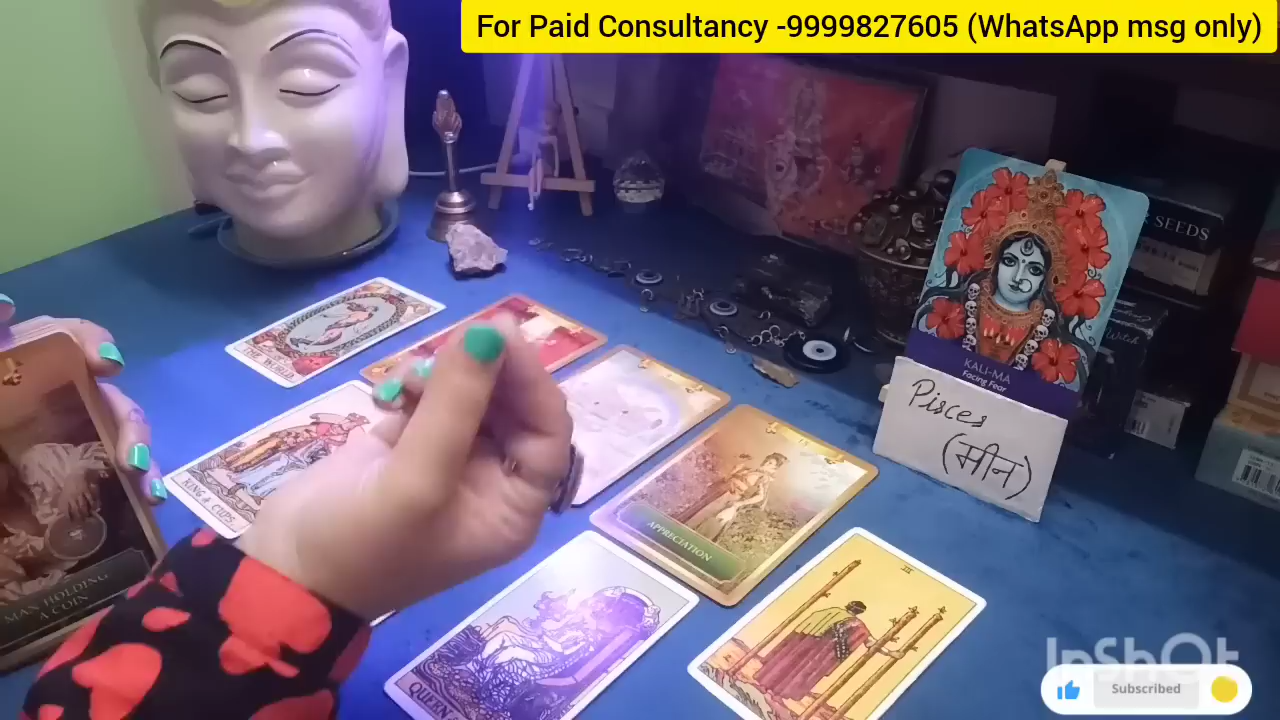 For Paid Consultancy -9999827605 (WhatsApp msg only)
SEEDS
KALI-MA
Facing Fear
Pisces
(मीन)
THE WORLD
KING of CUPS
APPRECIATION
III
MAN HOLDING
A COIN
QUEEN
InShOt
Subscribed